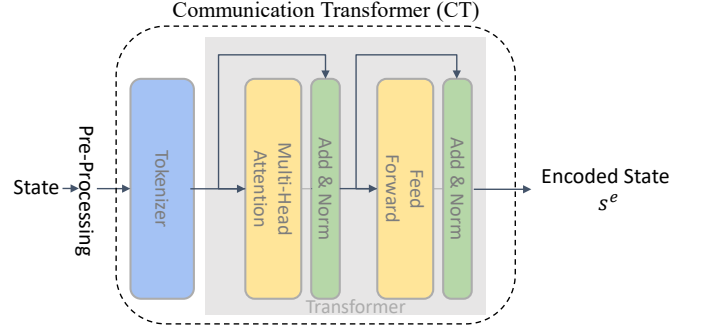 Communication Transformer (CT)
State
Pre-Processing
Tokenizer
Multi-Head
Attention
Add & Norm
Feed
Forward
Add & Norm
Transformer
Encoded State
s^e